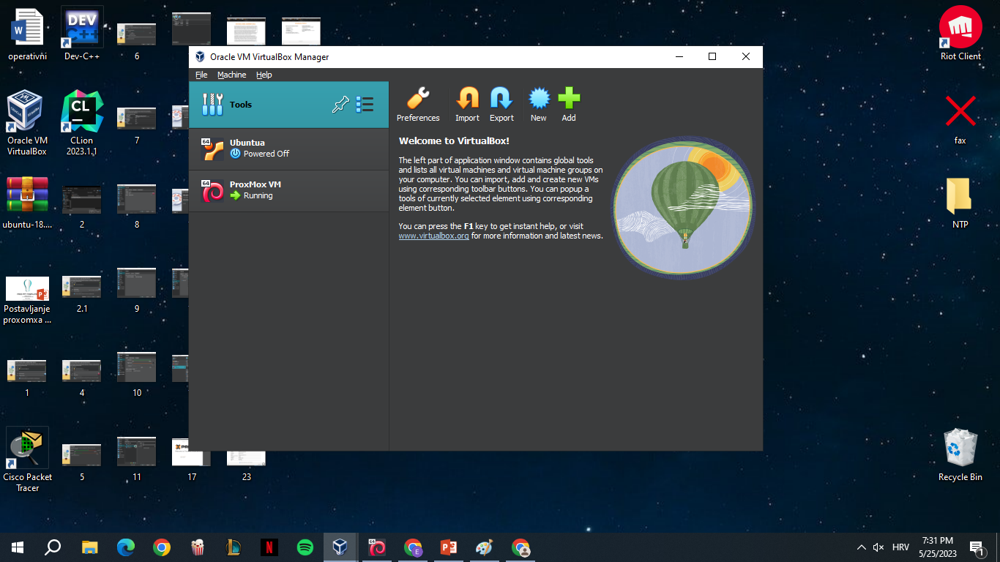 operativni
Dev-C++
6
Riot Client
Oracle VM VirtualBox Manager
File Machine Help
Tools
Preferences Import Export New Add
Ubuntua
64
Powered Off
ProxMox VM
64
Running
Welcome to VirtualBox!
The left part of application window contains global tools
and lists all virtual machines and virtual machine groups on
your computer. You can import, add and create new VMs
using corresponding toolbar buttons. You can popup a
tools of currently selected element using corresponding
element button.
You can press the F1 key to get instant help, or visit
www.virtualbox.org for more information and latest news.
DEV
C++
CL
Oracle VM
VirtualBox
CLion
2023.1.1
7
fax
ubuntu-18....
2
8
NTP
Postavljanje
proxomxa ...
2.1
9
1
4
10
Cisco Packet
Tracer
5
11
17
23
Recycle Bin
HRV
7:31 PM
5/25/2023
1